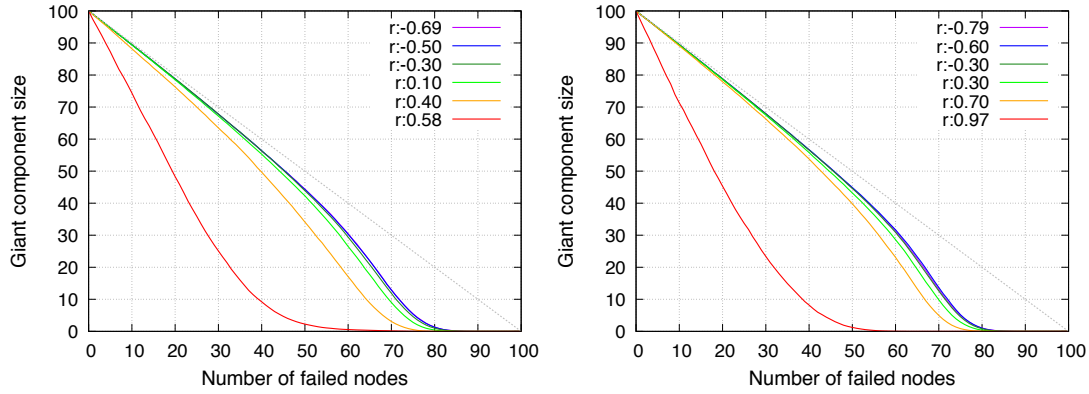 100
90
80
70
60
50
40
30
20
10
0
Giant component size
r:-0.69
r:-0.50
r:-0.30
r:0.10
r:0.40
r:0.58
0 10 20 30 40 50 60 70 80 90 100
Number of failed nodes
100
90
80
70
60
50
40
30
20
10
0
Giant component size
r:-0.79
r:-0.60
r:-0.30
r:0.30
r:0.70
r:0.97
0 10 20 30 40 50 60 70 80 90 100
Number of failed nodes